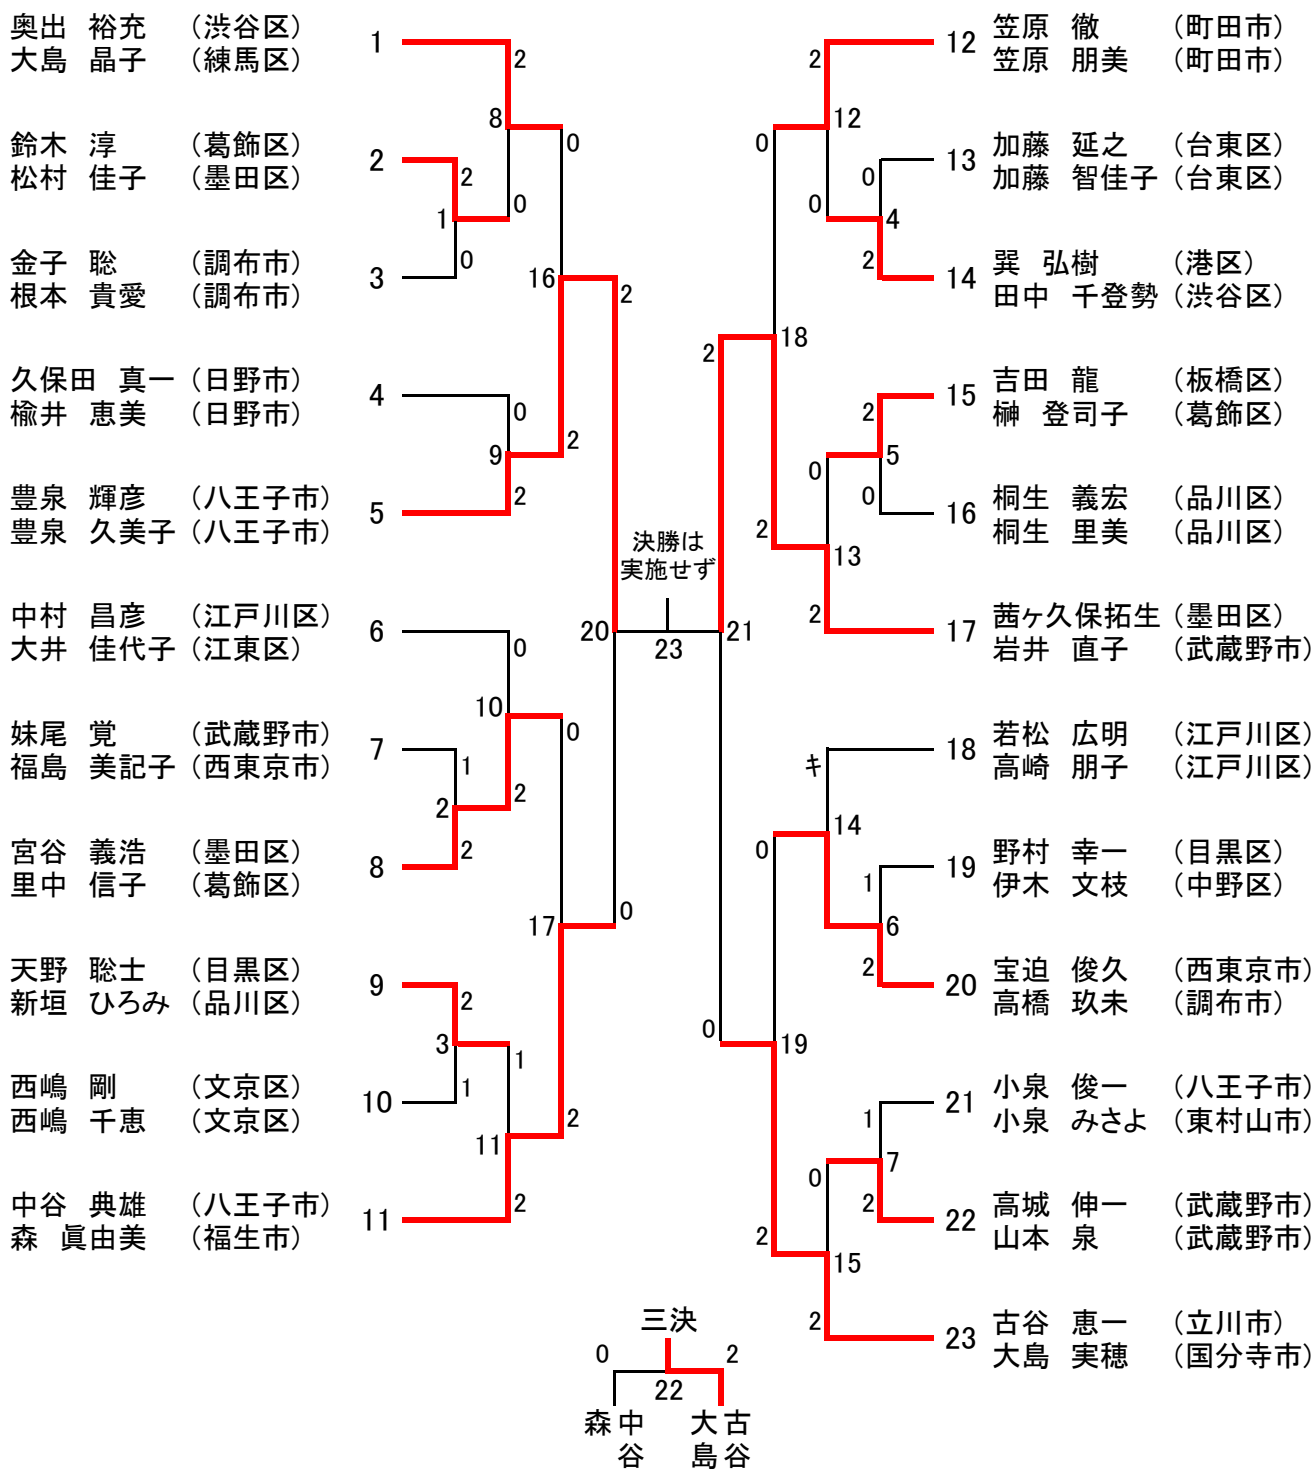 奥出 裕充 （渋谷区）
大島 晶子 （練馬区）
1
鈴木 淳 （葛飾区）
松村 佳子 （墨田区）
2
金子 聡 （調布市）
根本 貴愛 （調布市）
3
久保田 真一 （日野市）
楡井 恵美 （日野市）
4
豊泉 輝彦 （八王子市）
豊泉 久美子 （八王子市）
5
中村 昌彦 （江戸川区）
大井 佳代子 （江東区）
6
妹尾 覚 （武蔵野市）
福島 美記子 （西東京市）
7
宮谷 義浩 （墨田区）
里中 信子 （葛飾区）
8
天野 聡士 （目黒区）
新垣 ひろみ （品川区）
9
西嶋 剛 （文京区）
西嶋 千恵 （文京区）
10
中谷 典雄 （八王子市）
森 眞由美 （福生市）
11
2
8
0
2
0
1
0
16
2
0
9
2
2
0
10
0
1
2
2
2
17
0
2
3
1
1
2
11
2
20
決勝は
実施せず
23
21
2
12
0
0
0
4
2
18
2
2
5
0
0
2
13
2
キ
14
0
1
6
2
0
19
1
7
0
2
2
15
2
12
笠原 徹 （町田市）
笠原 朋美 （町田市）
13
加藤 延之 （台東区）
加藤 智佳子 （台東区）
14
巽 弘樹 （港区）
田中 千登勢 （渋谷区）
15
吉田 龍 （板橋区）
榊 登司子 （葛飾区）
16
桐生 義宏 （品川区）
桐生 里美 （品川区）
17
茜ヶ久保拓生 （墨田区）
岩井 直子 （武蔵野市）
18
若松 広明 （江戸川区）
高崎 朋子 （江戸川区）
19
野村 幸一 （目黒区）
伊木 文枝 （中野区）
20
宝迫 俊久 （西東京市）
高橋 玖未 （調布市）
21
小泉 俊一 （八王子市）
小泉 みさよ （東村山市）
22
高城 伸一 （武蔵野市）
山本 泉 （武蔵野市）
23
古谷 恵一 （立川市）
大島 実穂 （国分寺市）
三決
0
2
22
森
中谷
大島
古谷